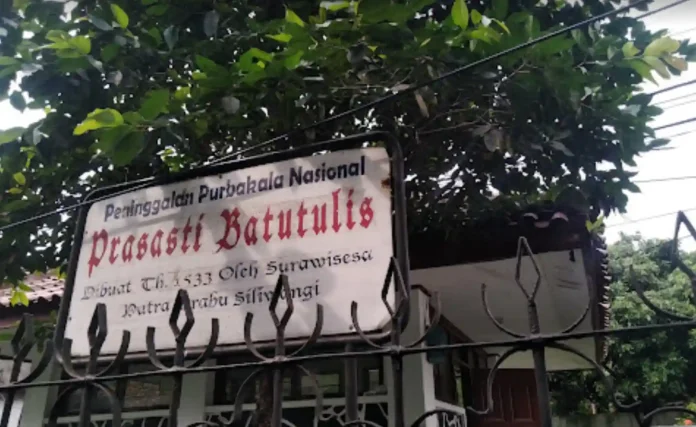 Peninggalan Purbakala Nasional
Prasasti Batutulis
Dibuat Th. 1533 Oleh Surawisesa
Putra Prabu Siliwangi